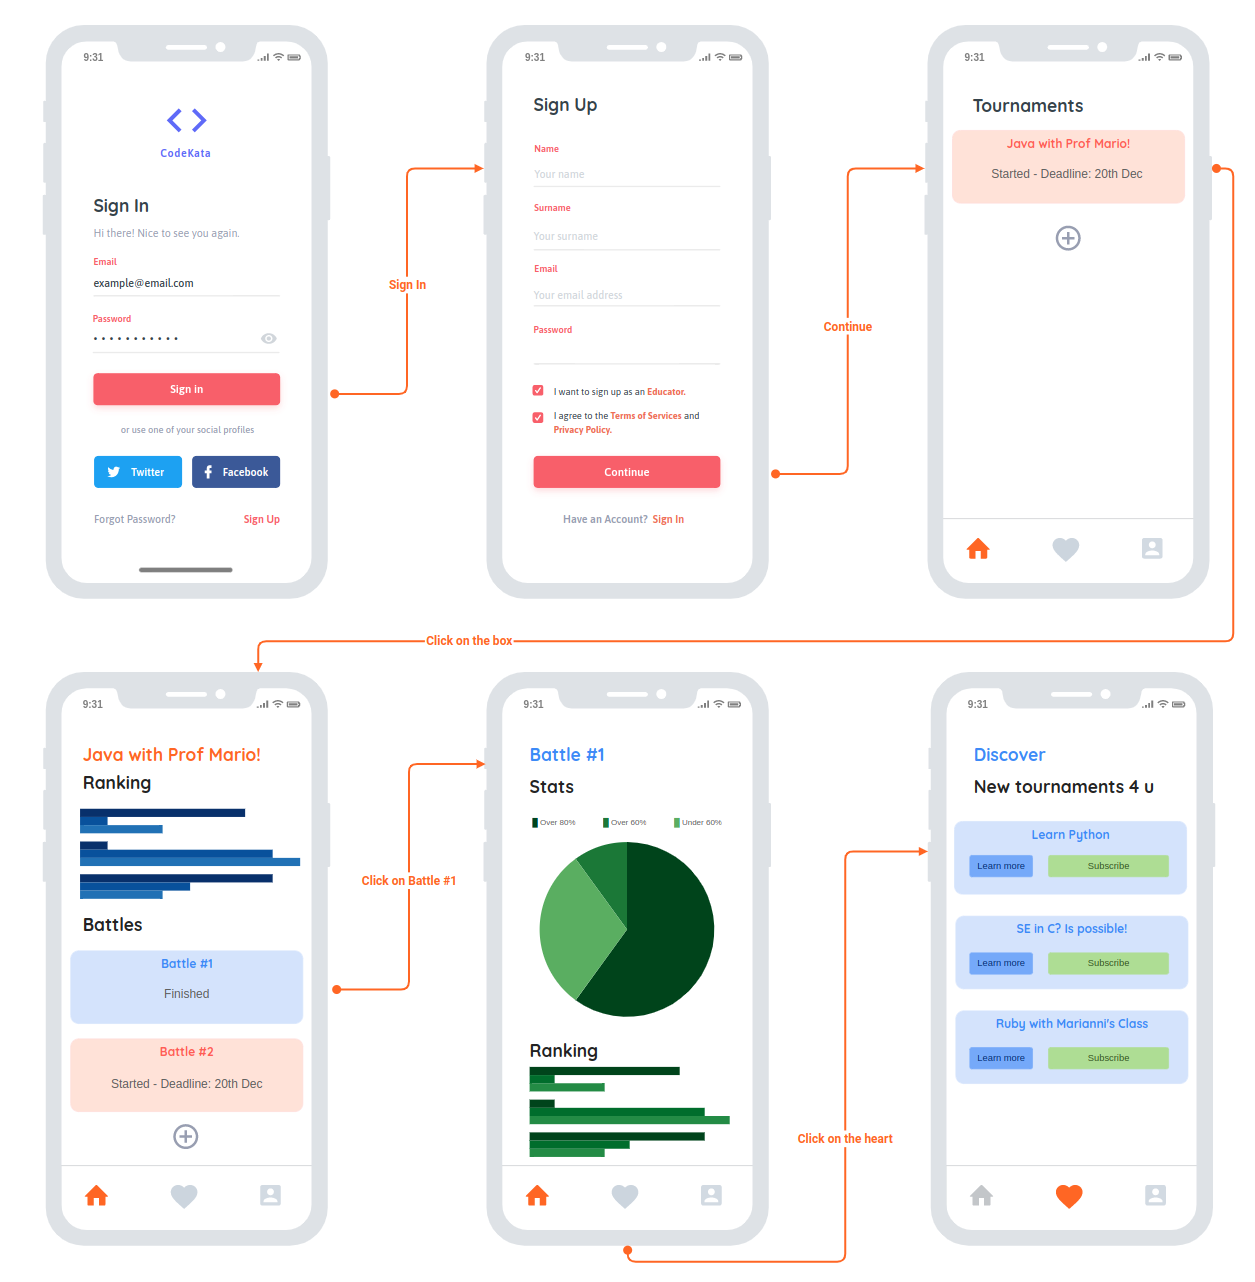 9:31
CodeKata
Sign In
Hi there! Nice to see you again.
Email
example@email.com
Password
Sign in
or use one of your social profiles
Twitter
Facebook
Forgot Password?
Sign Up
Sign In
9:31
Sign Up
Name
Your name
Surname
Your surname
Email
Your email address
Password
I want to sign up as an Educator.
I agree to the Terms of Services and
Privacy Policy.
Continue
Have an Account? Sign In
Continue
9:31
Tournaments
Java with Prof Mario!
Started - Deadline: 20th Dec
Click on the box
9:31
Java with Prof Mario!
Ranking
Battles
Battle #1
Finished
Battle #2
Started - Deadline: 20th Dec
Click on Battle #1
9:31
Battle #1
Stats
Over 80%
Over 60%
Under 60%
Ranking
Click on the heart
9:31
Discover
New tournaments 4 u
Learn Python
Learn more
Subscribe
SE in C? Is possible!
Learn more
Subscribe
Ruby with Marianni's Class
Learn more
Subscribe